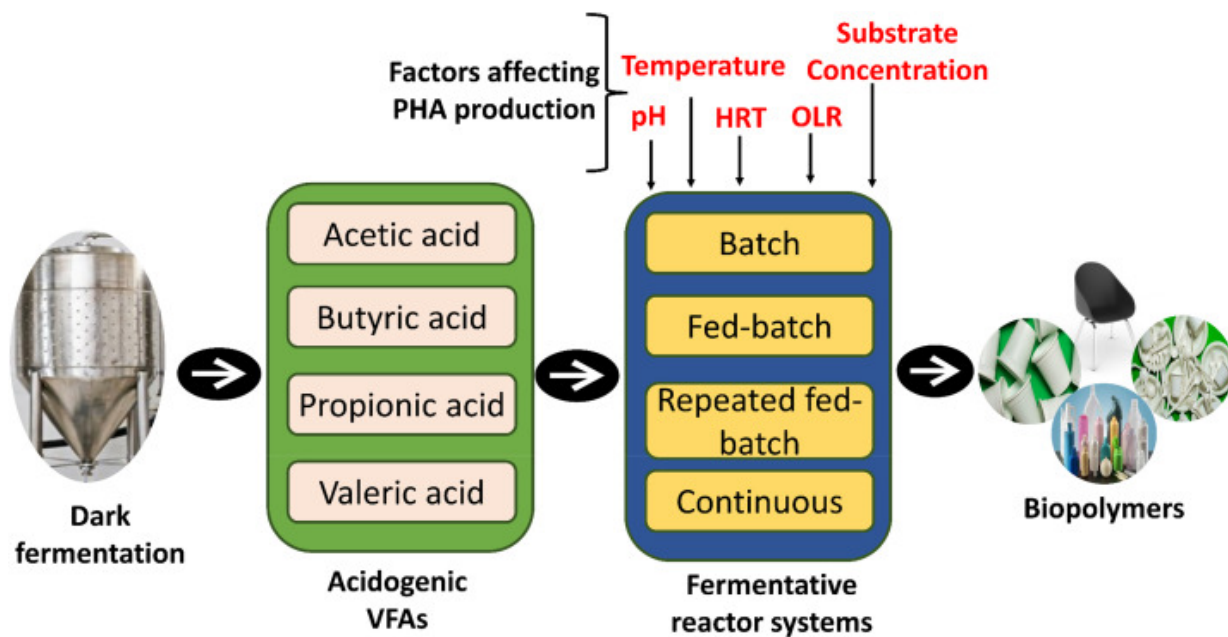 Factors affecting
PHA production
Temperature
Substrate
Concentration
pH
HRT
OLR
Acetic acid
Butyric acid
Propionic acid
Valeric acid
Batch
Fed-batch
Repeated fed-
batch
Continuous
Dark
fermentation
Acidogenic
VFAs
Fermentative
reactor systems
Biopolymers